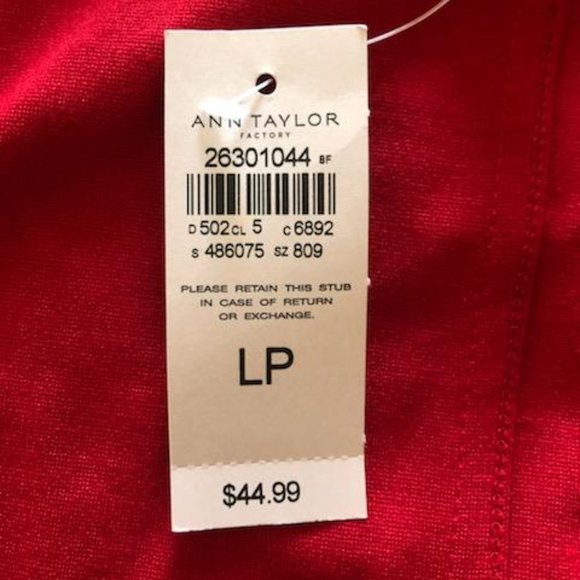 ANN TAYLOR
FACTORY
26301044 8F
D 502 CL 5 C 6892
S 486075 SZ 809
PLEASE RETAIN THIS STUB
IN CASE OF RETURN
OR EXCHANGE.
LP
$44.99